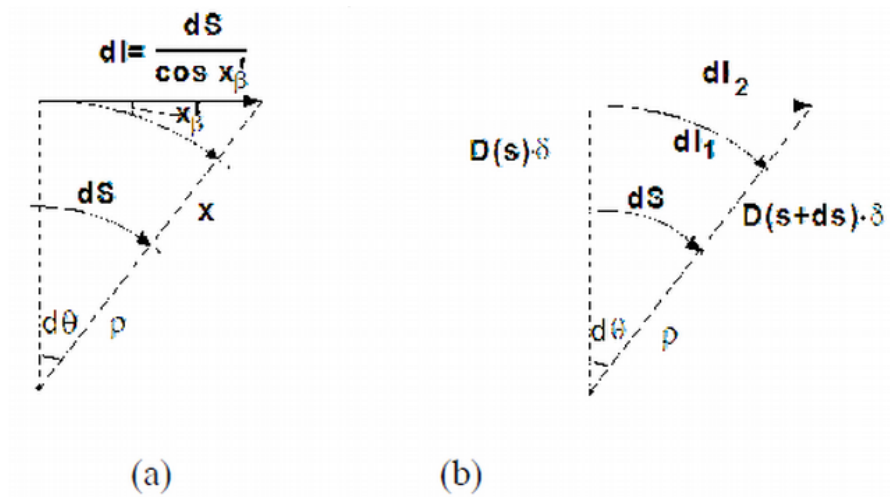 dl= dS / cos x′β
x′β
dS
x
dθ
ρ
(a)
dl2
D(s)·δ
dl1
dS
D(s+ds)·δ
dθ
ρ
(b)